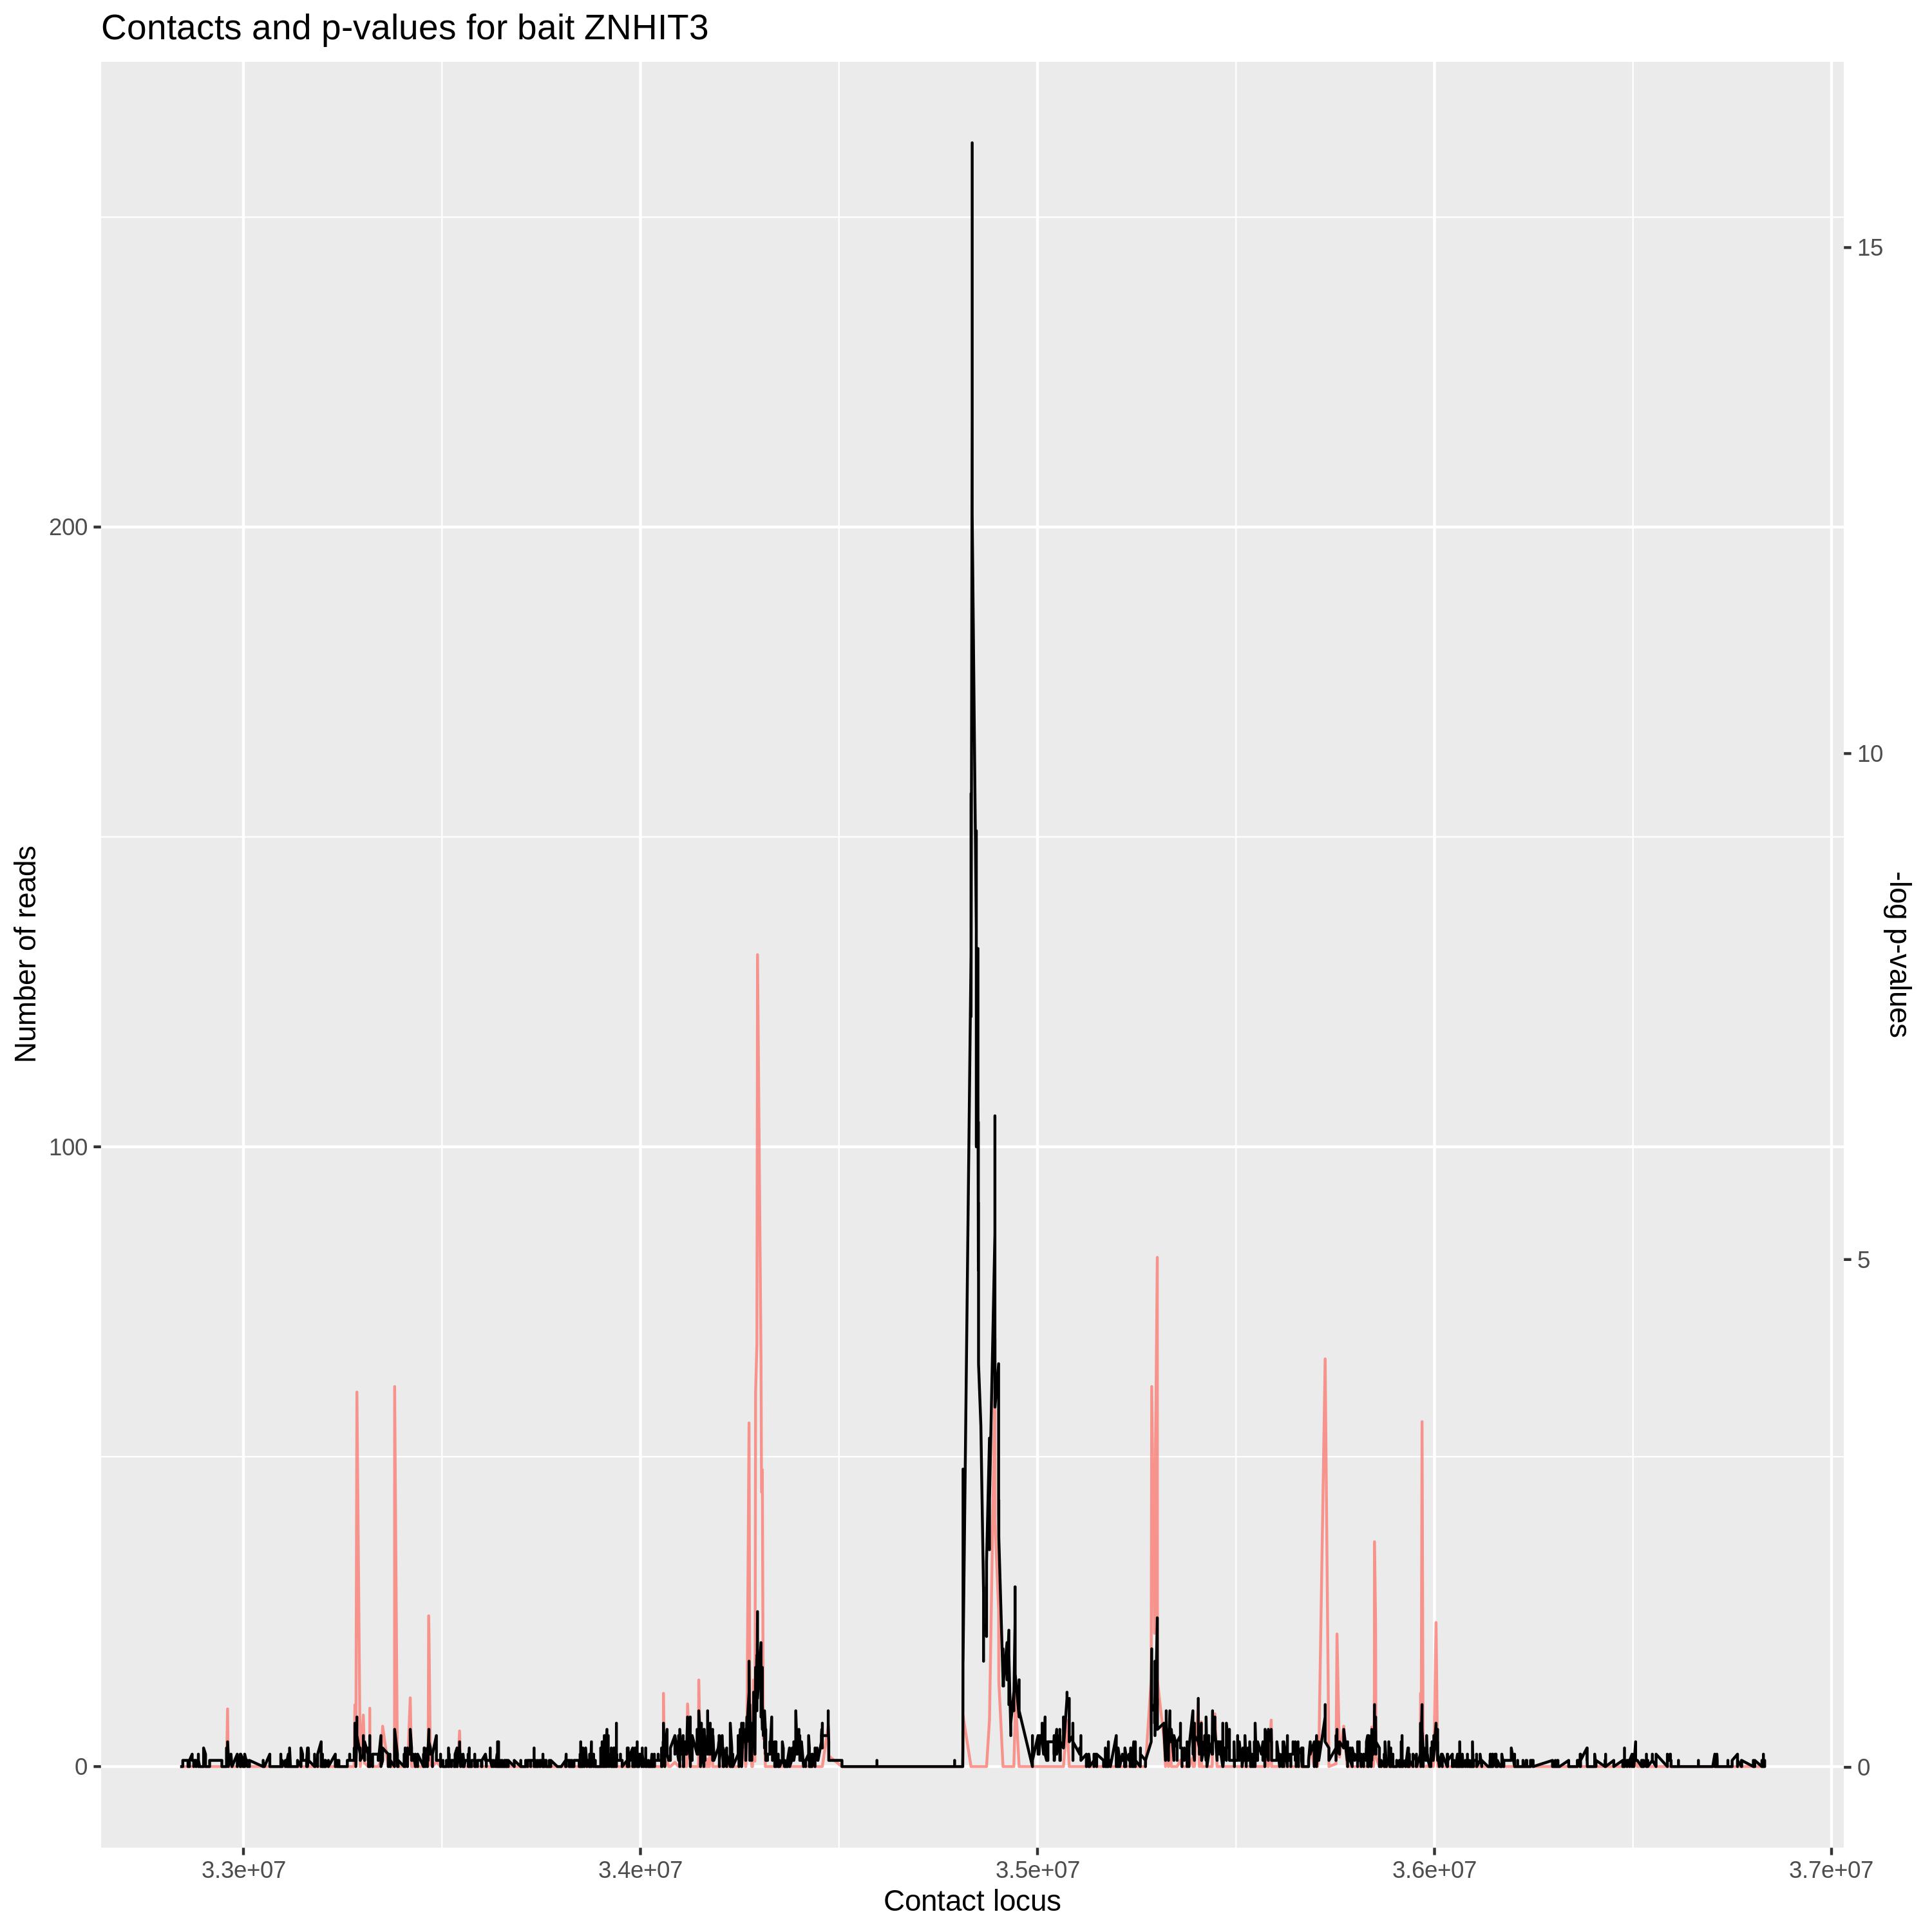 Contacts and p-values for bait ZNHIT3
Number of reads
200
100
0
15
10
5
0
-log p-values
3.3e+07
3.4e+07
3.5e+07
3.6e+07
3.7e+07
Contact locus